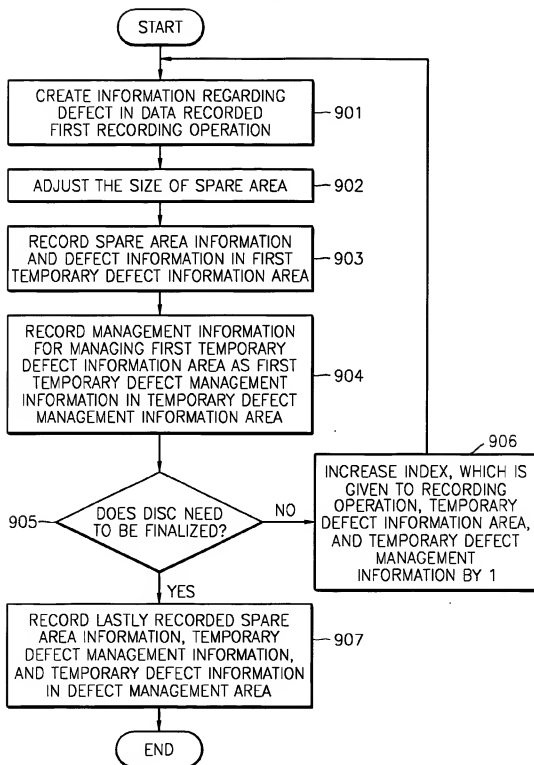 START
CREATE INFORMATION REGARDING
DEFECT IN DATA RECORDED
FIRST RECORDING OPERATION
901
ADJUST THE SIZE OF SPARE AREA
902
RECORD SPARE AREA INFORMATION
AND DEFECT INFORMATION IN FIRST
TEMPORARY DEFECT INFORMATION AREA
903
RECORD MANAGEMENT INFORMATION
FOR MANAGING FIRST TEMPORARY
DEFECT INFORMATION AREA AS FIRST
TEMPORARY DEFECT MANAGEMENT
INFORMATION IN TEMPORARY DEFECT
MANAGEMENT INFORMATION AREA
904
905
DOES DISC NEED
TO BE FINALIZED?
NO
906
INCREASE INDEX, WHICH IS
GIVEN TO RECORDING
OPERATION, TEMPORARY
DEFECT INFORMATION AREA,
AND TEMPORARY DEFECT
MANAGEMENT
INFORMATION BY 1
YES
RECORD LASTLY RECORDED SPARE
AREA INFORMATION, TEMPORARY
DEFECT MANAGEMENT INFORMATION,
AND TEMPORARY DEFECT INFORMATION
IN DEFECT MANAGEMENT AREA
907
END